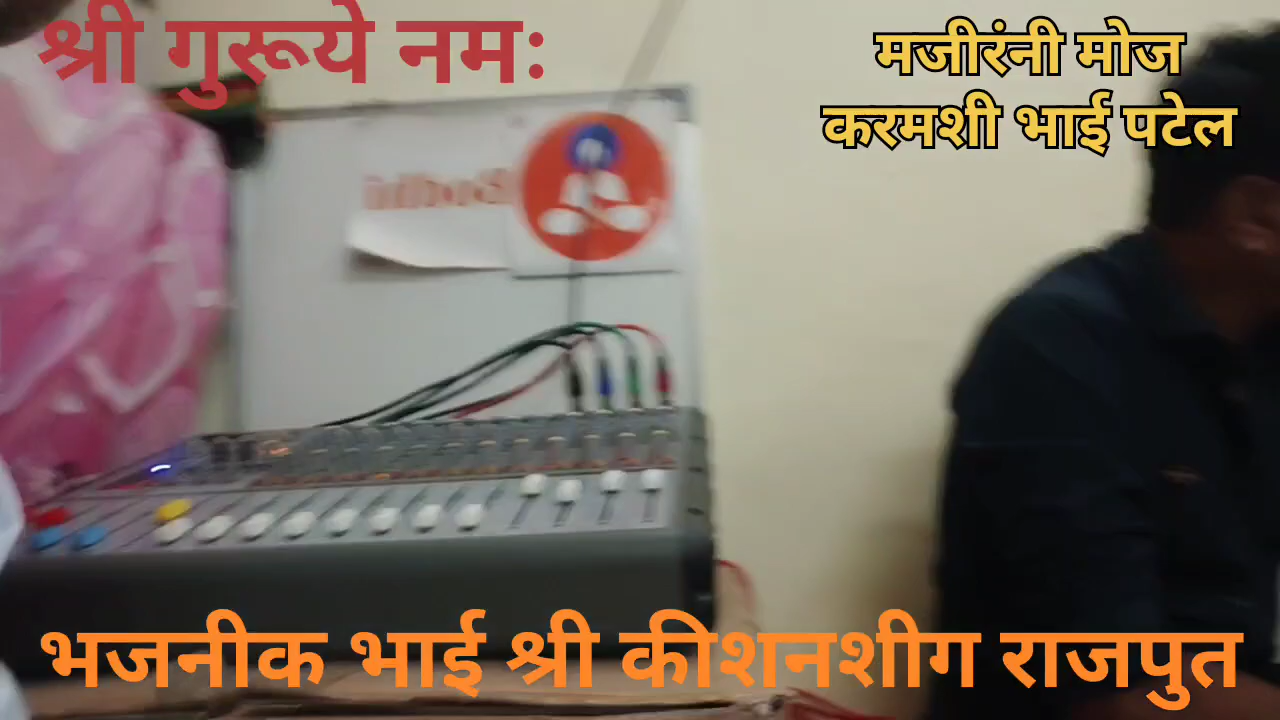 श्री गुरूये नमः
मजीरंनी मोज
करमशी भाई पटेल
भजनीक भाई श्री कीशनशीग राजपुत